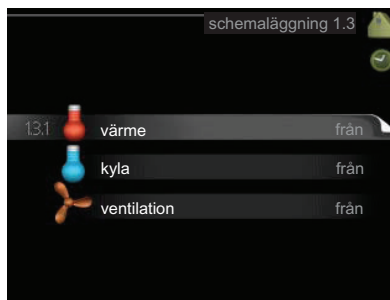 schemaläggning 1.3
1.3.1 värme från
kyla från
ventilation från